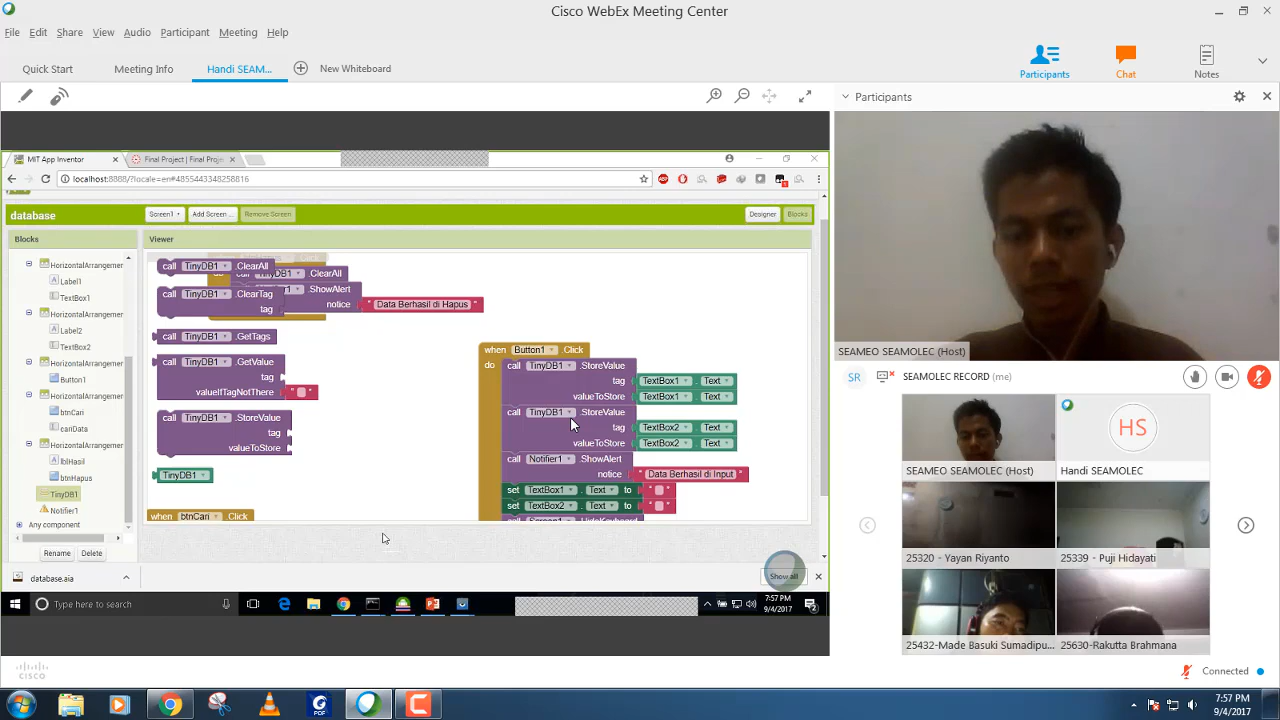 Cisco WebEx Meeting Center
File Edit Share View Audio Participant Meeting Help
Quick Start Meeting Info Handi SEAM... New Whiteboard
Participants Chat Notes
Participants
MIT App Inventor Final Project | Final Proje
localhost:8888/?locale=en#4855443348258816
database Screen1 Add Screen ... Remove Screen Designer Blocks
Blocks Viewer
HorizontalArrangemer
Label1
TextBox1
HorizontalArrangemer
Label2
TextBox2
HorizontalArrangemer
Button1
HorizontalArrangemer
btnCari
cariData
HorizontalArrangemer
lblHasil
btnHapus
TinyDB1
Notifier1
Any component
Rename Delete
call TinyDB1 .ClearAll
call TinyDB1 .ClearTag
tag
call TinyDB1 .GetTags
call TinyDB1 .GetValue
tag
valueIfTagNotThere " "
call TinyDB1 .StoreValue
tag
valueToStore
TinyDB1
when btnCari .Click
do TinyDB1 .ClearAll
.ShowAlert
notice " Data Berhasil di Hapus "
when Button1 .Click
do call TinyDB1 .StoreValue
tag TextBox1 . Text
valueToStore TextBox1 . Text
call TinyDB1 .StoreValue
tag TextBox2 . Text
valueToStore TextBox2 . Text
call Notifier1 .ShowAlert
notice " Data Berhasil di Input "
set TextBox1 . Text to " "
set TextBox2 . Text to " "
database.aia Show all
Type here to search
7:57 PM
9/4/2017
SEAMEO SEAMOLEC (Host)
SR SEAMOLEC RECORD (me)
SEAMEO SEAMOLEC (Host)
HS
Handi SEAMOLEC
25320 - Yayan Riyanto
25339 - Puji Hidayati
25432-Made Basuki Sumadipu...
25630-Rakutta Brahmana
cisco
Connected
PDF
7:57 PM
9/4/2017